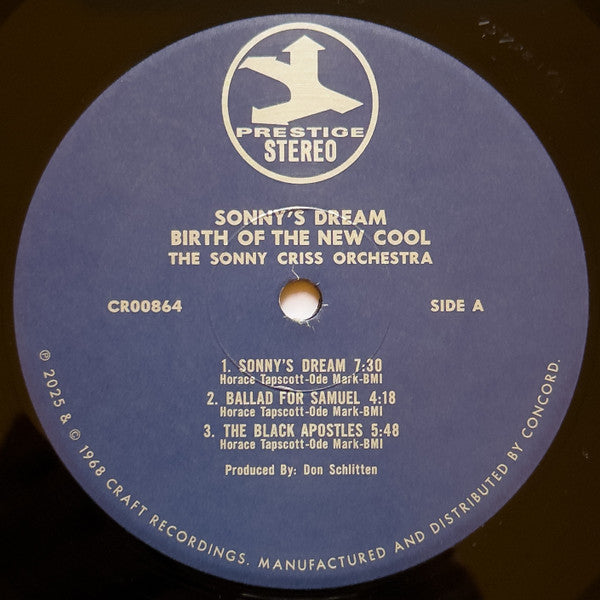 PRESTIGE
STEREO
SONNY'S DREAM
BIRTH OF THE NEW COOL
THE SONNY CRISS ORCHESTRA
CR00864
SIDE A
1. SONNY'S DREAM 7:30
Horace Tapscott-Ode Mark-BMI
2. BALLAD FOR SAMUEL 4:18
Horace Tapscott-Ode Mark-BMI
3. THE BLACK APOSTLES 5:48
Horace Tapscott-Ode Mark-BMI
Produced By: Don Schlitten
℗ 2025 & © 1968 CRAFT RECORDINGS. MANUFACTURED AND DISTRIBUTED BY CONCORD.